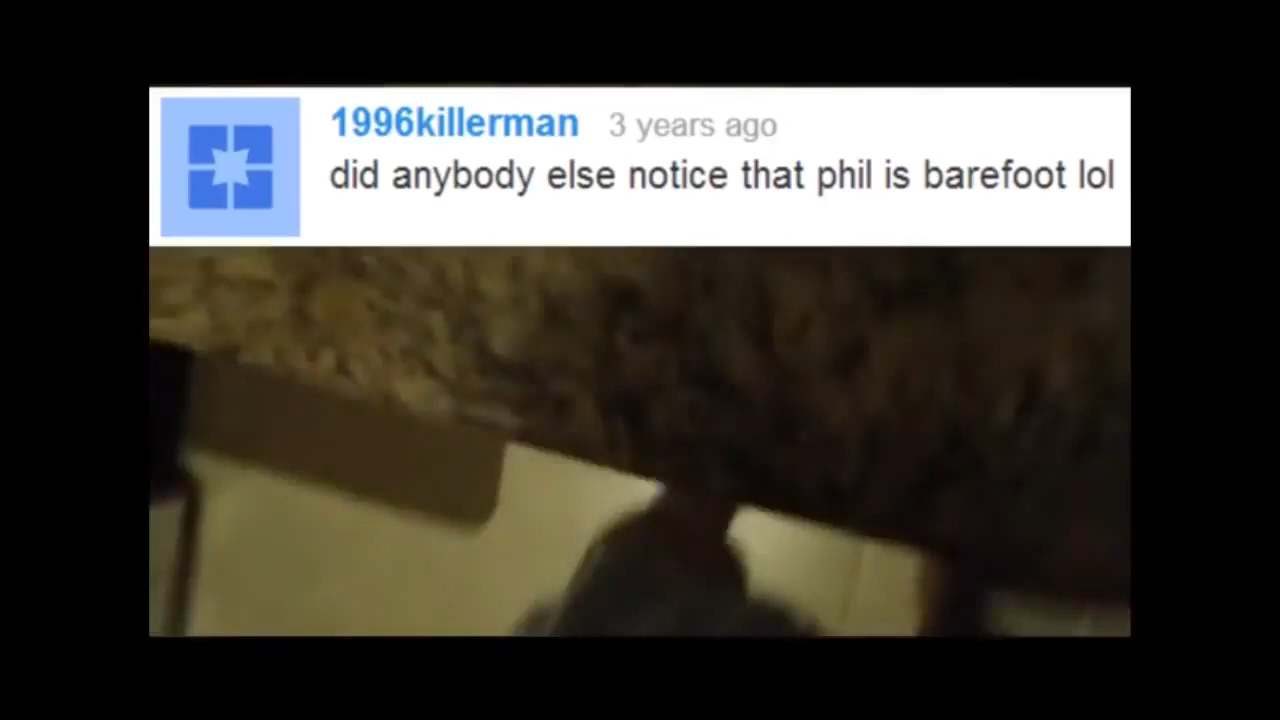 1996killerman 3 years ago
did anybody else notice that phil is barefoot lol